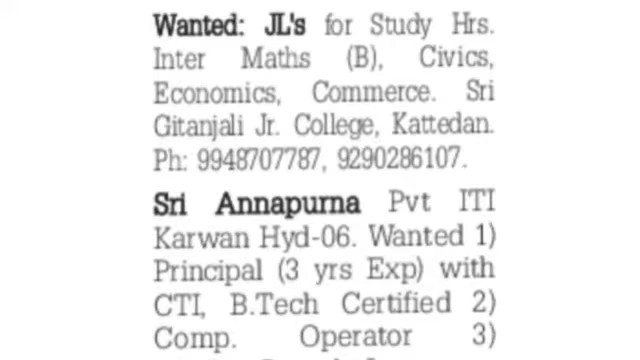 Wanted: JL's for Study Hrs.
Inter Maths (B), Civics,
Economics, Commerce. Sri
Gitanjali Jr. College, Kattedan.
Ph: 9948707787, 9290286107.
Sri Annapurna Pvt ITI
Karwan Hyd-06. Wanted 1)
Principal (3 yrs Exp) with
CTI, B.Tech Certified 2)
Comp. Operator 3)